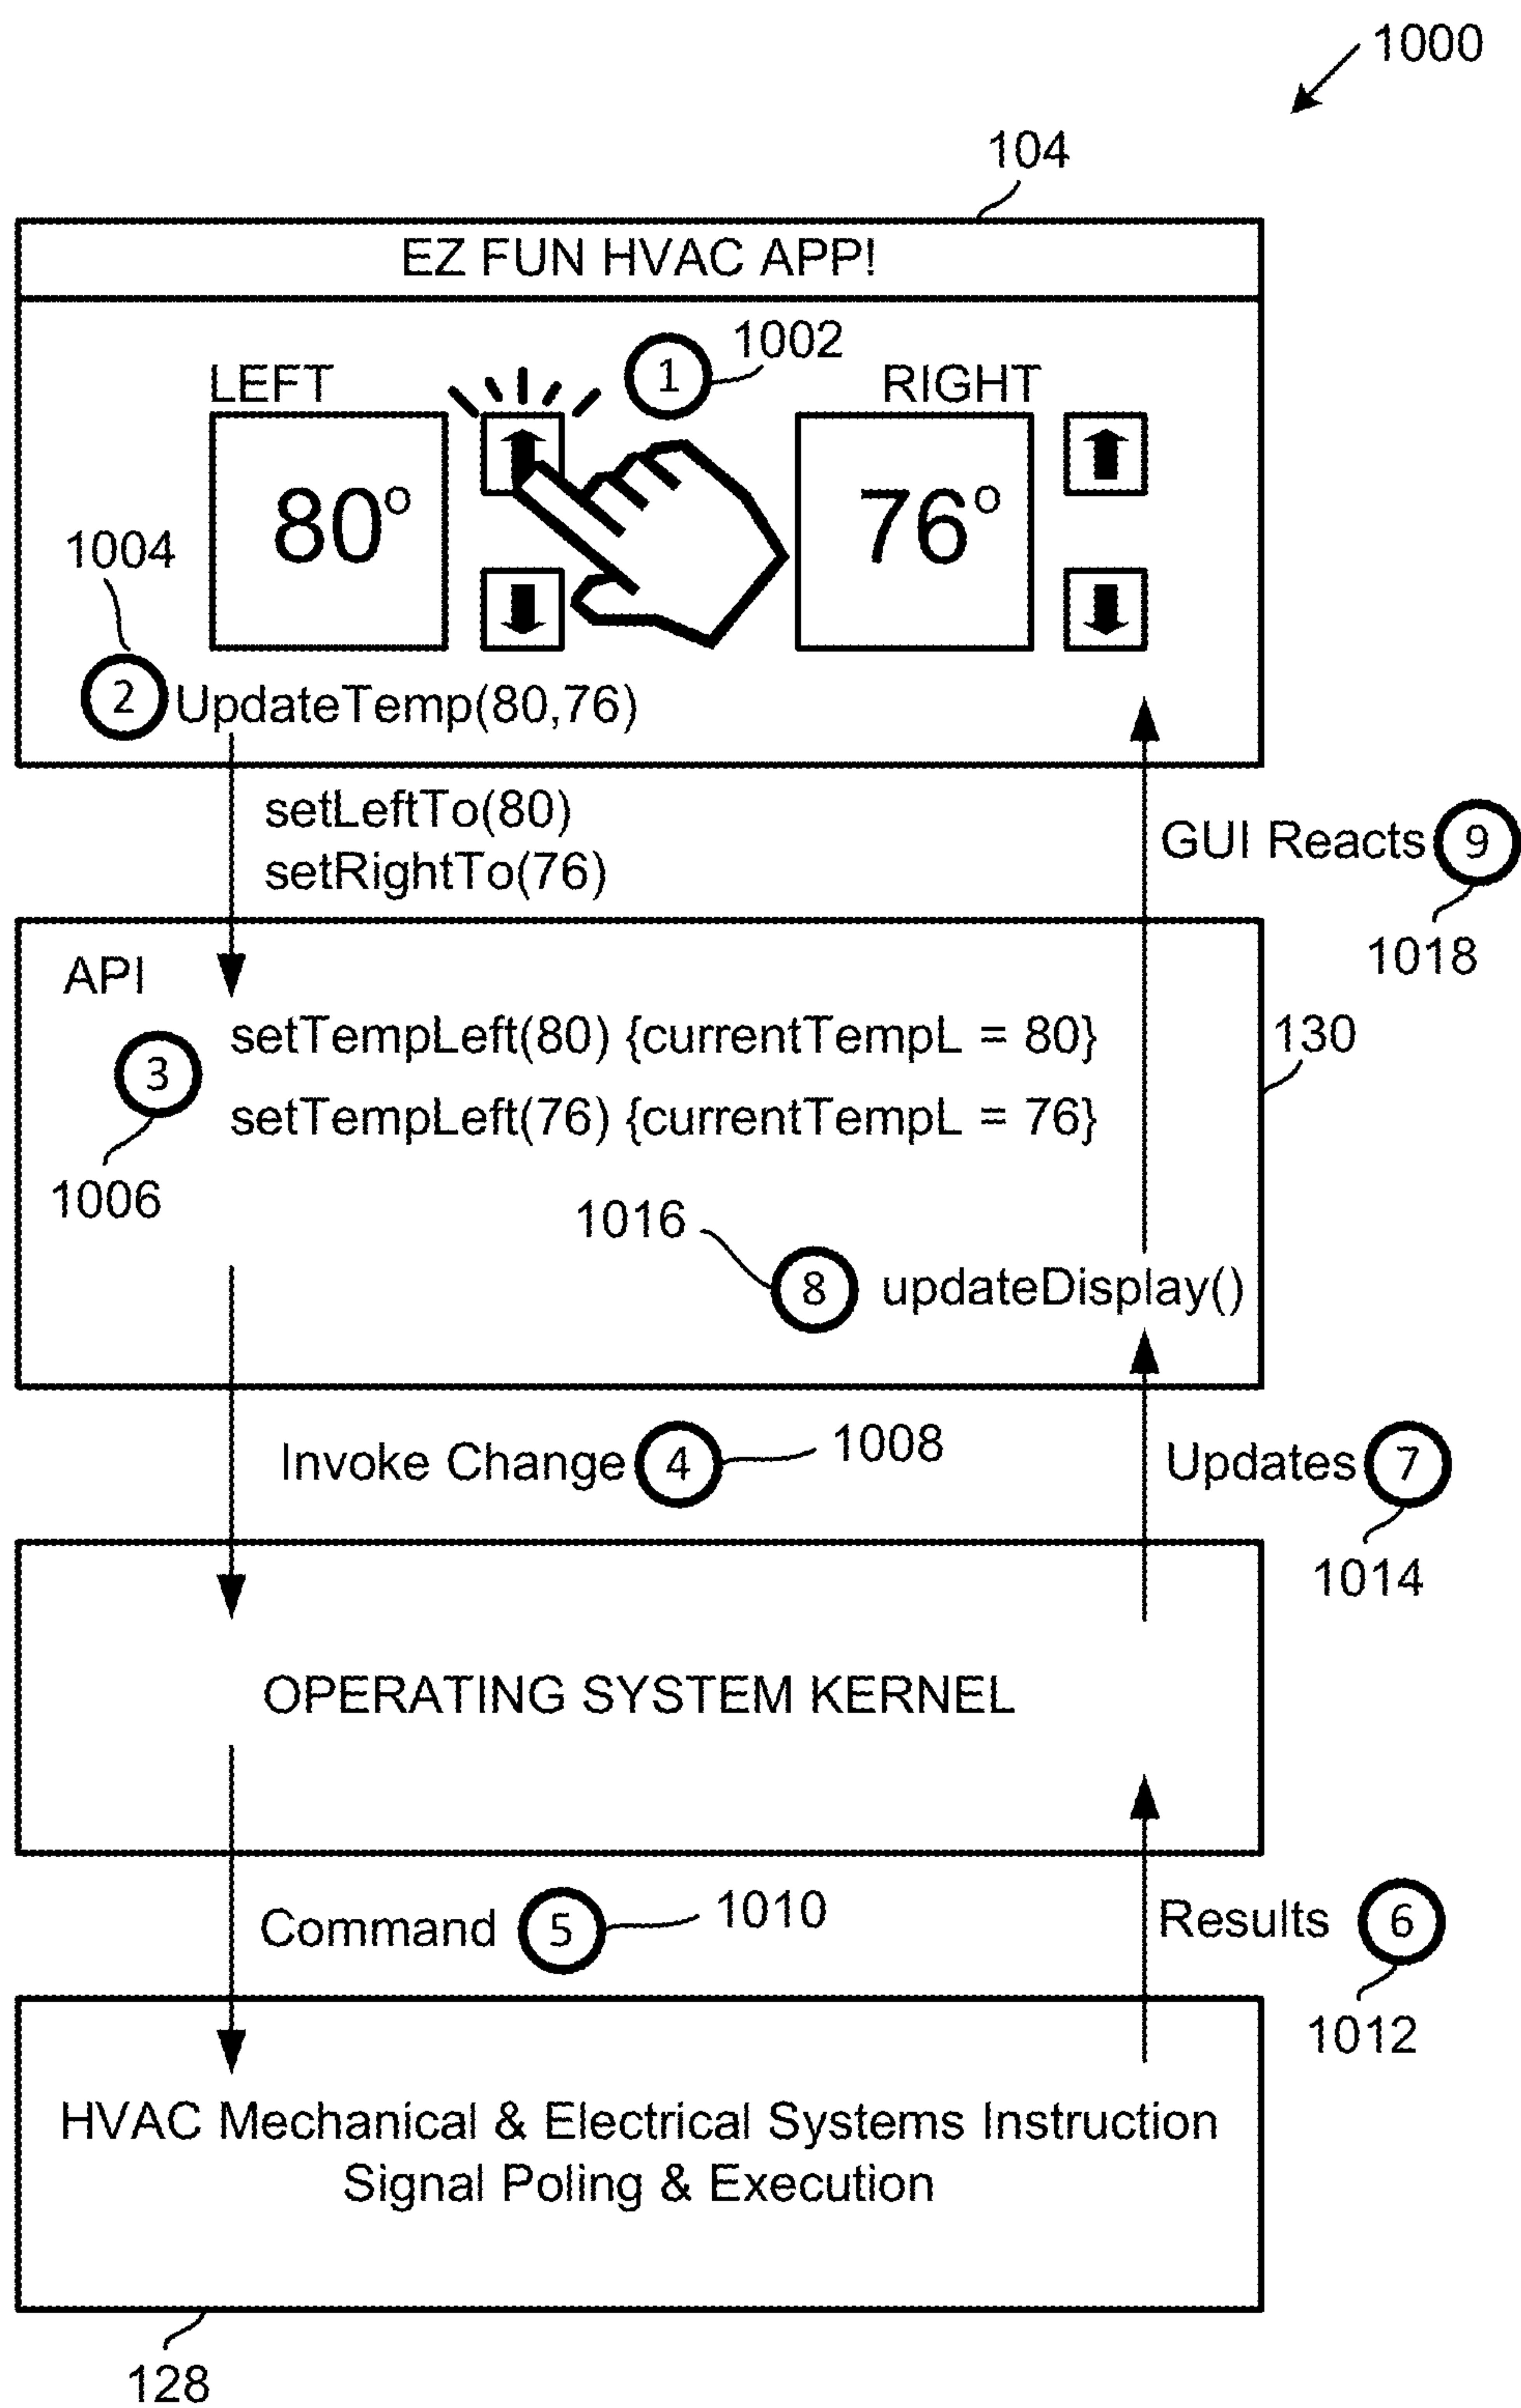 1000
104
EZ FUN HVAC APP!
1 1002
LEFT RIGHT
80° 76°
1004
2 UpdateTemp(80,76)
setLeftTo(80)
setRightTo(76)
GUI Reacts 9
1018
API
3
setTempLeft(80) {currentTempL = 80}
setTempLeft(76) {currentTempL = 76}
130
1006
1016
8 updateDisplay()
Invoke Change 4 1008
Updates 7
1014
OPERATING SYSTEM KERNEL
Command 5 1010
Results 6
1012
HVAC Mechanical & Electrical Systems Instruction
Signal Poling & Execution
128